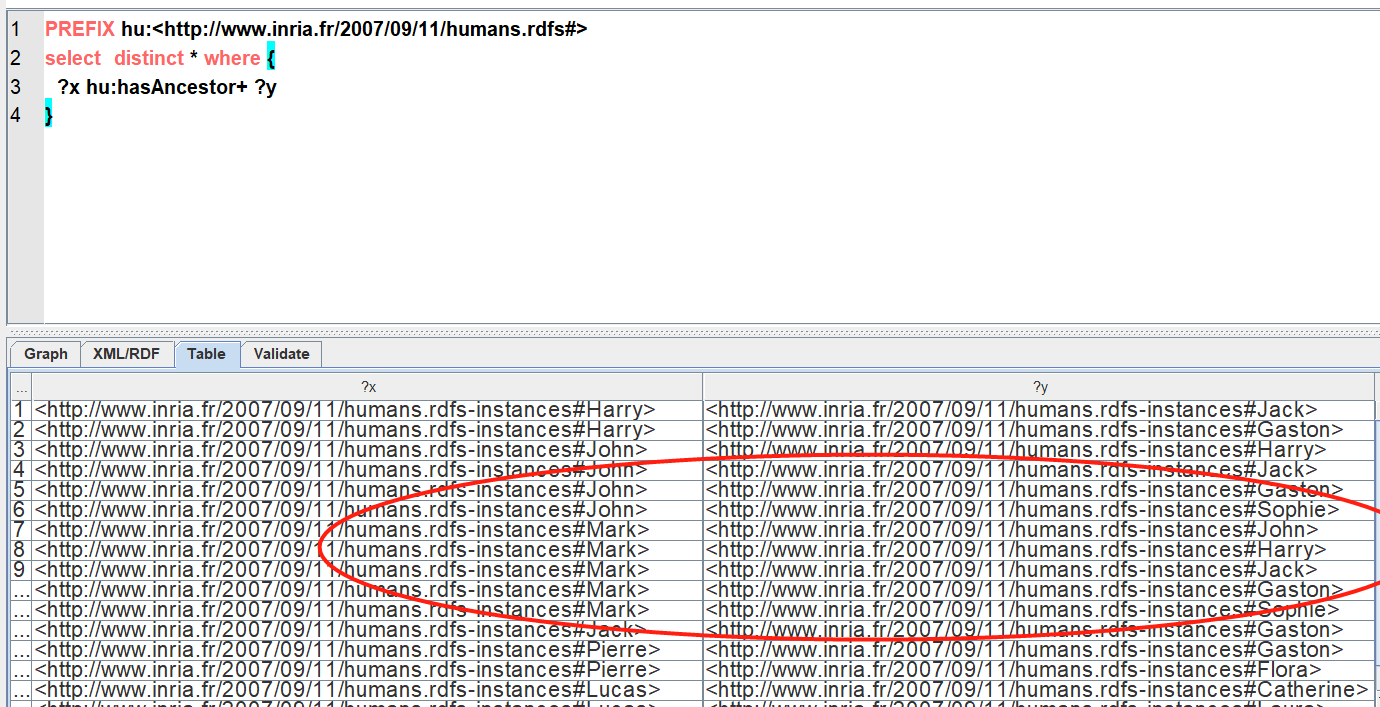 1 PREFIX hu:<http://www.inria.fr/2007/09/11/humans.rdfs#>
2 select distinct * where {
3 ?x hu:hasAncestor+ ?y
4 }
Graph XML/RDF Table Validate
... ?x ?y
1 <http://www.inria.fr/2007/09/11/humans.rdfs-instances#Harry> <http://www.inria.fr/2007/09/11/humans.rdfs-instances#Jack>
2 <http://www.inria.fr/2007/09/11/humans.rdfs-instances#Harry> <http://www.inria.fr/2007/09/11/humans.rdfs-instances#Gaston>
3 <http://www.inria.fr/2007/09/11/humans.rdfs-instances#John> <http://www.inria.fr/2007/09/11/humans.rdfs-instances#Harry>
4 <http://www.inria.fr/2007/09/11/humans.rdfs-instances#John> <http://www.inria.fr/2007/09/11/humans.rdfs-instances#Jack>
5 <http://www.inria.fr/2007/09/11/humans.rdfs-instances#John> <http://www.inria.fr/2007/09/11/humans.rdfs-instances#Gaston>
6 <http://www.inria.fr/2007/09/11/humans.rdfs-instances#John> <http://www.inria.fr/2007/09/11/humans.rdfs-instances#Sophie>
7 <http://www.inria.fr/2007/09/11/humans.rdfs-instances#Mark> <http://www.inria.fr/2007/09/11/humans.rdfs-instances#John>
8 <http://www.inria.fr/2007/09/11/humans.rdfs-instances#Mark> <http://www.inria.fr/2007/09/11/humans.rdfs-instances#Harry>
9 <http://www.inria.fr/2007/09/11/humans.rdfs-instances#Mark> <http://www.inria.fr/2007/09/11/humans.rdfs-instances#Jack>
... <http://www.inria.fr/2007/09/11/humans.rdfs-instances#Mark> <http://www.inria.fr/2007/09/11/humans.rdfs-instances#Gaston>
... <http://www.inria.fr/2007/09/11/humans.rdfs-instances#Mark> <http://www.inria.fr/2007/09/11/humans.rdfs-instances#Sophie>
... <http://www.inria.fr/2007/09/11/humans.rdfs-instances#Jack> <http://www.inria.fr/2007/09/11/humans.rdfs-instances#Gaston>
... <http://www.inria.fr/2007/09/11/humans.rdfs-instances#Pierre> <http://www.inria.fr/2007/09/11/humans.rdfs-instances#Gaston>
... <http://www.inria.fr/2007/09/11/humans.rdfs-instances#Pierre> <http://www.inria.fr/2007/09/11/humans.rdfs-instances#Flora>
... <http://www.inria.fr/2007/09/11/humans.rdfs-instances#Lucas> <http://www.inria.fr/2007/09/11/humans.rdfs-instances#Catherine>